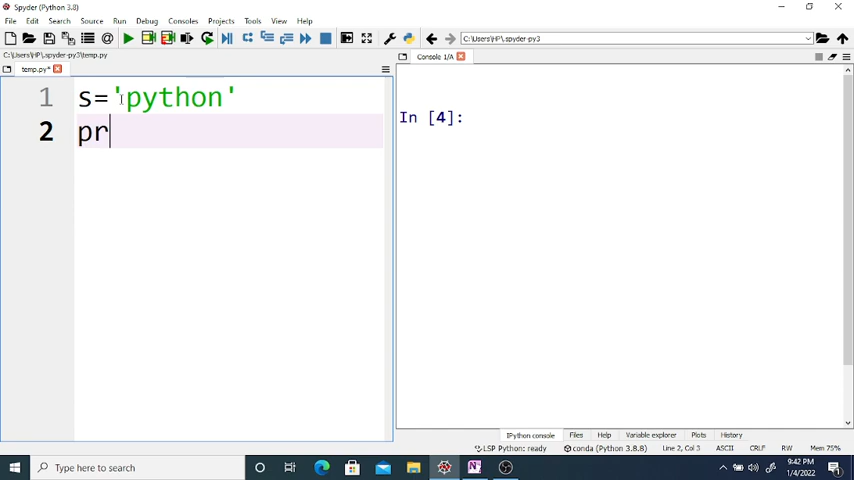 Spyder (Python 3.8)
File Edit Search Source Run Debug Consoles Projects Tools View Help
C:\Users\HP\.spyder-py3
C:\Users\HP\.spyder-py3\temp.py
temp.py*
Console 1/A
1 s='python'
2 pr
In [4]:
IPython console Files Help Variable explorer Plots History
LSP Python: ready conda (Python 3.8.8) Line 2, Col 3 ASCII CRLF RW Mem 75%
Type here to search
9:42 PM
1/4/2022
1